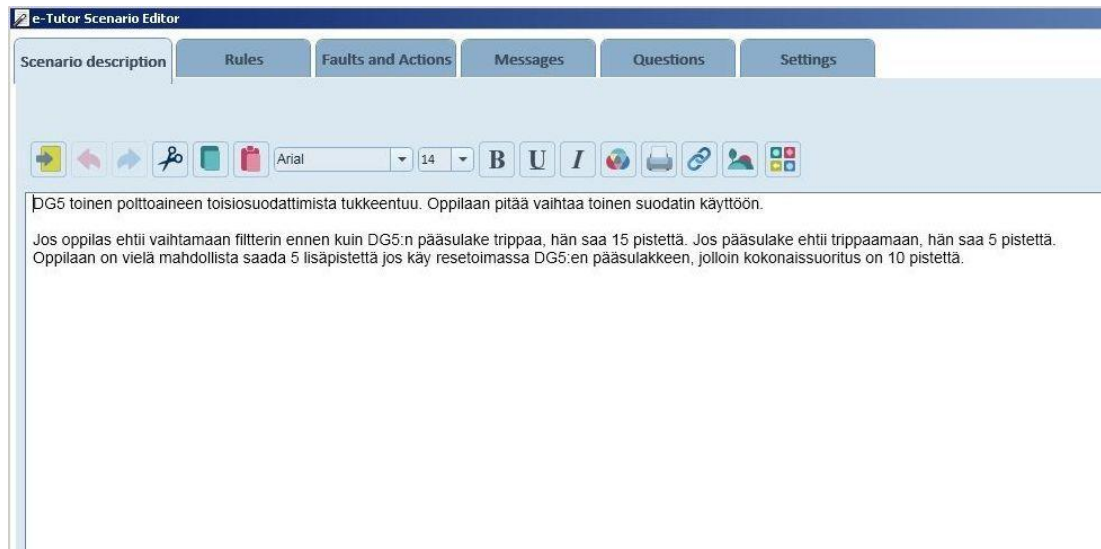 e-Tutor Scenario Editor
Scenario description Rules Faults and Actions Messages Questions Settings
Arial 14 B U I
DG5 toinen polttoaineen toisiosuodattimista tukkeentuu. Oppilaan pitää vaihtaa toinen suodatin käyttöön.
Jos oppilas ehtii vaihtamaan filtterin ennen kuin DG5:n pääsulake trippaa, hän saa 15 pistettä. Jos pääsulake ehtii trippaamaan, hän saa 5 pistettä.
Oppilaan on vielä mahdollista saada 5 lisäpistettä jos käy resetoimassa DG5:en pääsulakkeen, jolloin kokonaissuoritus on 10 pistettä.